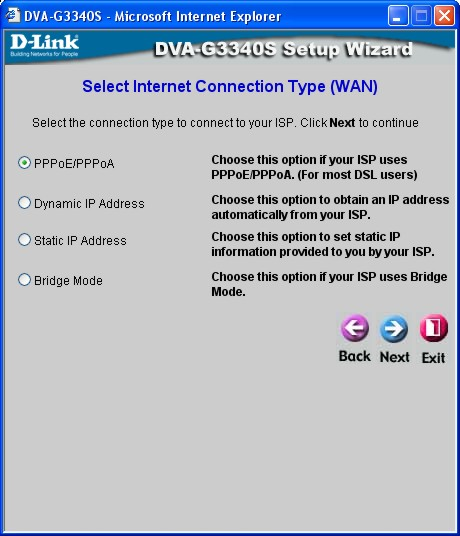 DVA-G3340S - Microsoft Internet Explorer
D-Link
Building Networks for People
DVA-G3340S Setup Wizard
Select Internet Connection Type (WAN)
Select the connection type to connect to your ISP. Click Next to continue
PPPoE/PPPoA
Choose this option if your ISP uses
PPPoE/PPPoA. (For most DSL users)
Dynamic IP Address
Choose this option to obtain an IP address
automatically from your ISP.
Static IP Address
Choose this option to set static IP
information provided to you by your ISP.
Bridge Mode
Choose this option if your ISP uses Bridge
Mode.
Back Next Exit